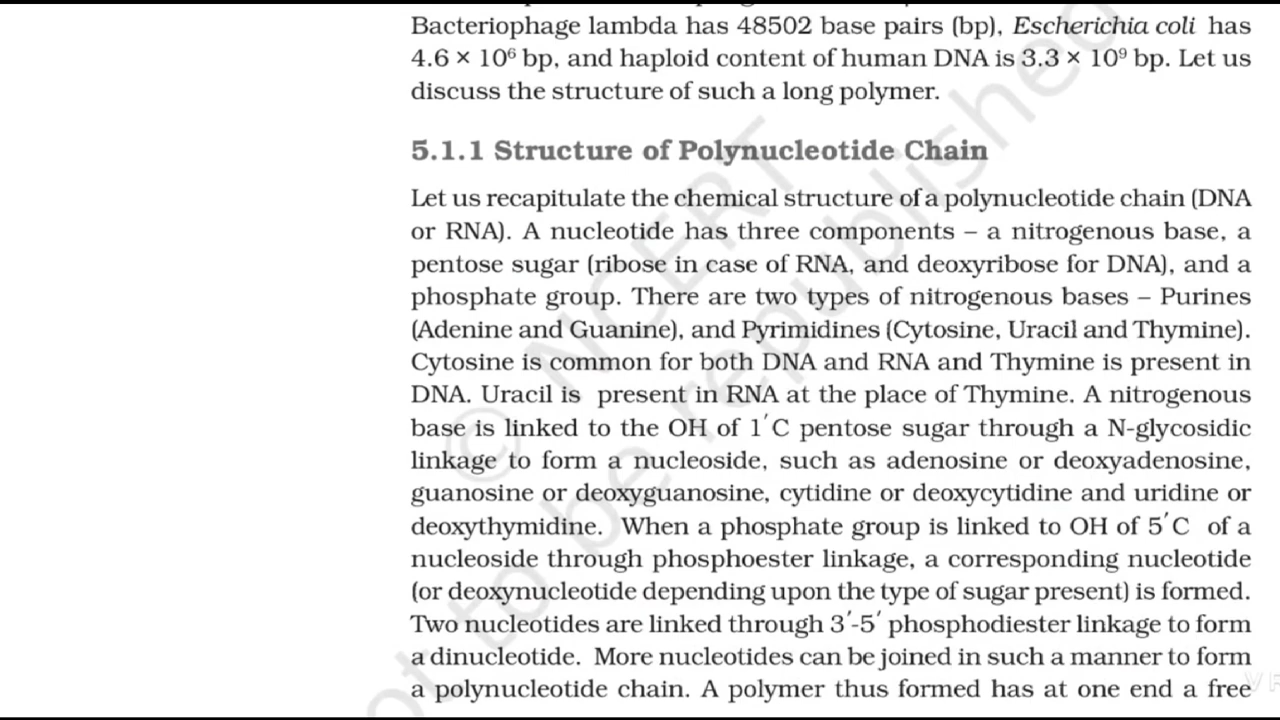 Bacteriophage lambda has 48502 base pairs (bp), Escherichia coli has
4.6 × 10⁶ bp, and haploid content of human DNA is 3.3 × 10⁹ bp. Let us
discuss the structure of such a long polymer.
5.1.1 Structure of Polynucleotide Chain
Let us recapitulate the chemical structure of a polynucleotide chain (DNA
or RNA). A nucleotide has three components – a nitrogenous base, a
pentose sugar (ribose in case of RNA, and deoxyribose for DNA), and a
phosphate group. There are two types of nitrogenous bases – Purines
(Adenine and Guanine), and Pyrimidines (Cytosine, Uracil and Thymine).
Cytosine is common for both DNA and RNA and Thymine is present in
DNA. Uracil is present in RNA at the place of Thymine. A nitrogenous
base is linked to the OH of 1′C pentose sugar through a N-glycosidic
linkage to form a nucleoside, such as adenosine or deoxyadenosine,
guanosine or deoxyguanosine, cytidine or deoxycytidine and uridine or
deoxythymidine. When a phosphate group is linked to OH of 5′C of a
nucleoside through phosphoester linkage, a corresponding nucleotide
(or deoxynucleotide depending upon the type of sugar present) is formed.
Two nucleotides are linked through 3′-5′ phosphodiester linkage to form
a dinucleotide. More nucleotides can be joined in such a manner to form
a polynucleotide chain. A polymer thus formed has at one end a free
© NCERT
not to be republished